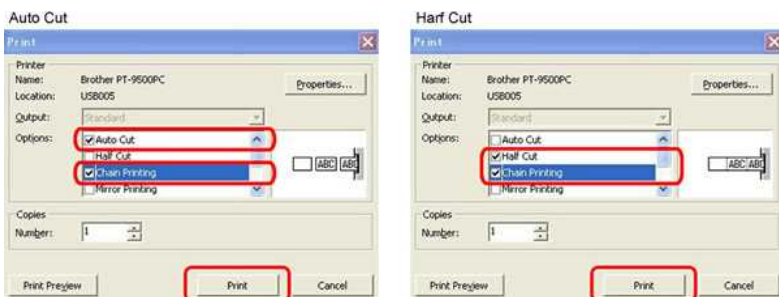 Auto Cut
Print
Printer
Name: Brother PT-9500PC
Properties...
Location: USB005
Output: Standard
Options: Auto Cut
Half Cut
Chain Printing
Mirror Printing
ABC ABC
Copies
Number: 1
Print Preview Print Cancel
Harf Cut
Print
Printer
Name: Brother PT-9500PC
Properties...
Location: USB005
Output: Standard
Options: Auto Cut
Half Cut
Chain Printing
Mirror Printing
ABC ABC
Copies
Number: 1
Print Preview Print Cancel